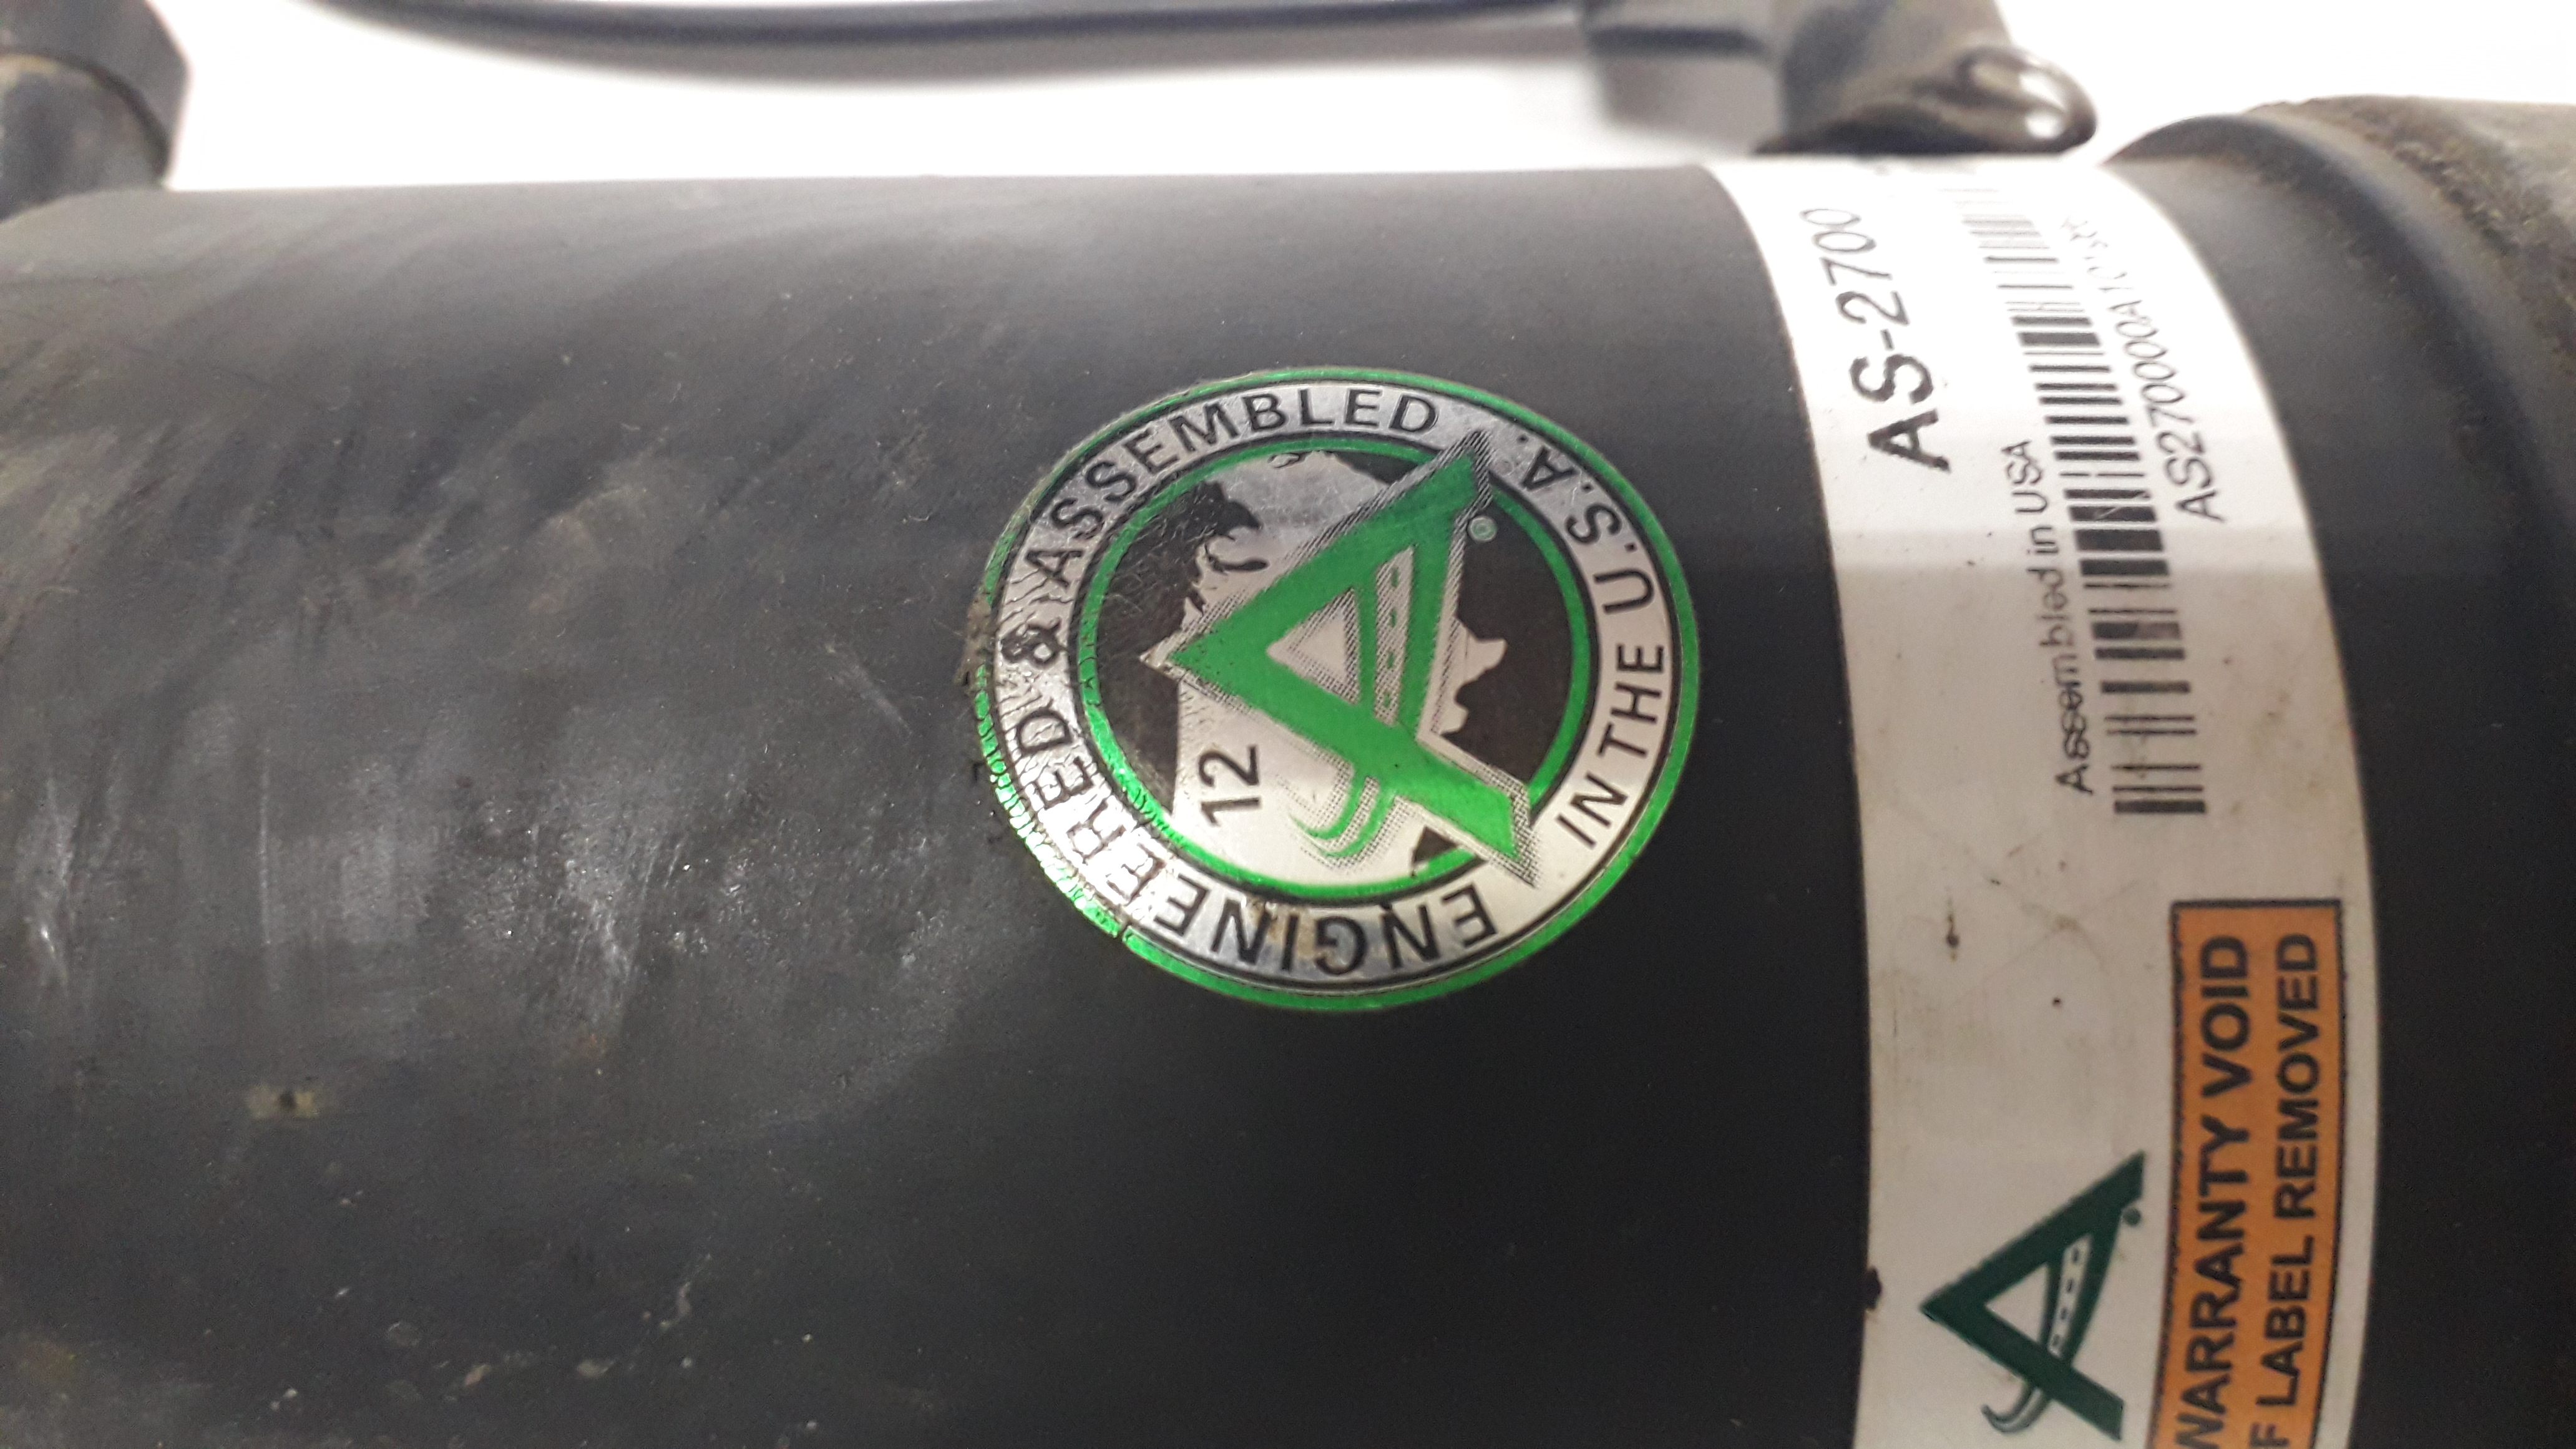 ENGINEERED & ASSEMBLED
IN THE U.S.A.
12
AS-2700
Assembled in USA
WARRANTY VOID
LABEL REMOVED